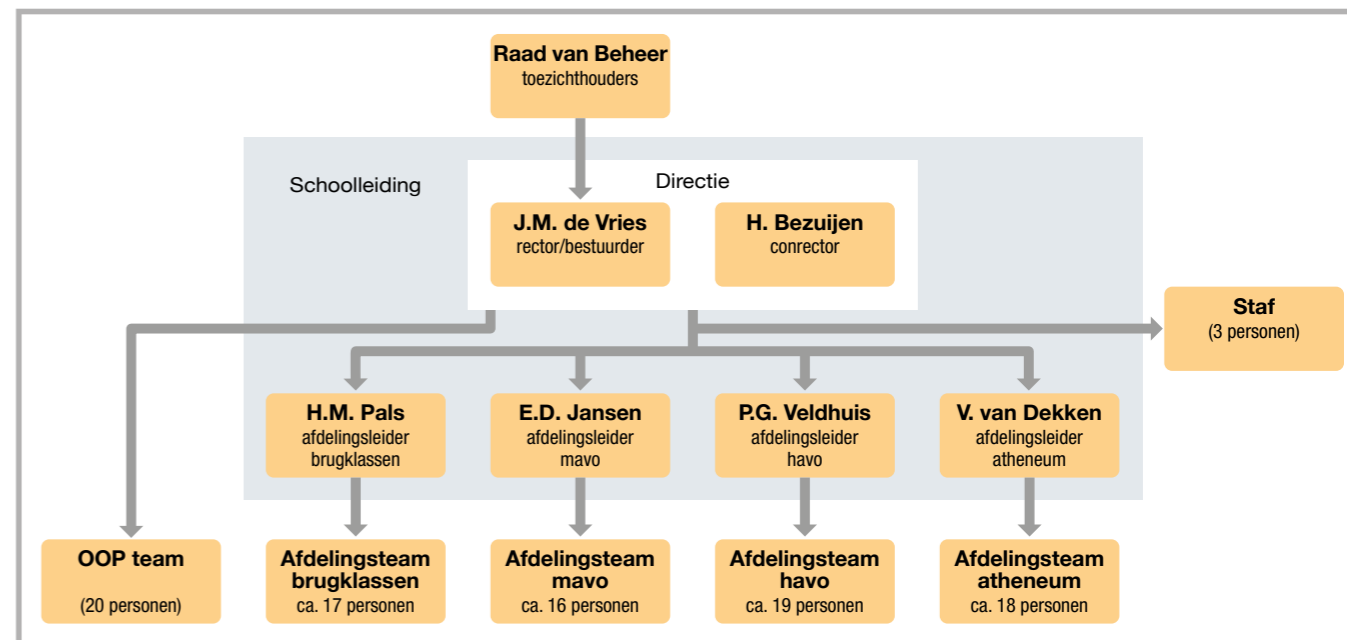 Raad van Beheer
toezichthouders
Schoolleiding
Directie
J.M. de Vries
rector/bestuurder
H. Bezuijen
conrector
Staf
(3 personen)
H.M. Pals
afdelingsleider
brugklassen
E.D. Jansen
afdelingsleider
mavo
P.G. Veldhuis
afdelingsleider
havo
V. van Dekken
afdelingsleider
atheneum
OOP team
(20 personen)
Afdelingsteam
brugklassen
ca. 17 personen
Afdelingsteam
mavo
ca. 16 personen
Afdelingsteam
havo
ca. 19 personen
Afdelingsteam
atheneum
ca. 18 personen